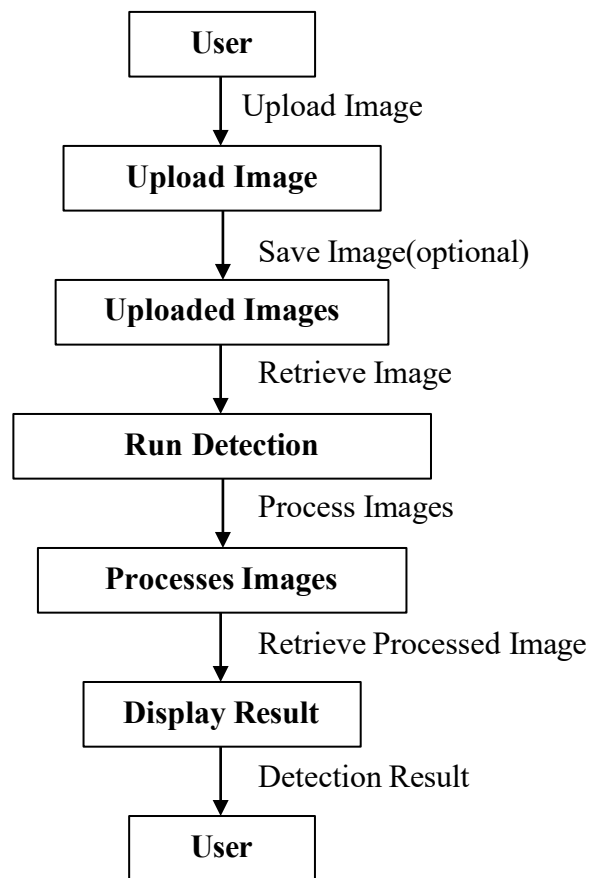 User
Upload Image
Upload Image
Save Image(optional)
Uploaded Images
Retrieve Image
Run Detection
Process Images
Processes Images
Retrieve Processed Image
Display Result
Detection Result
User